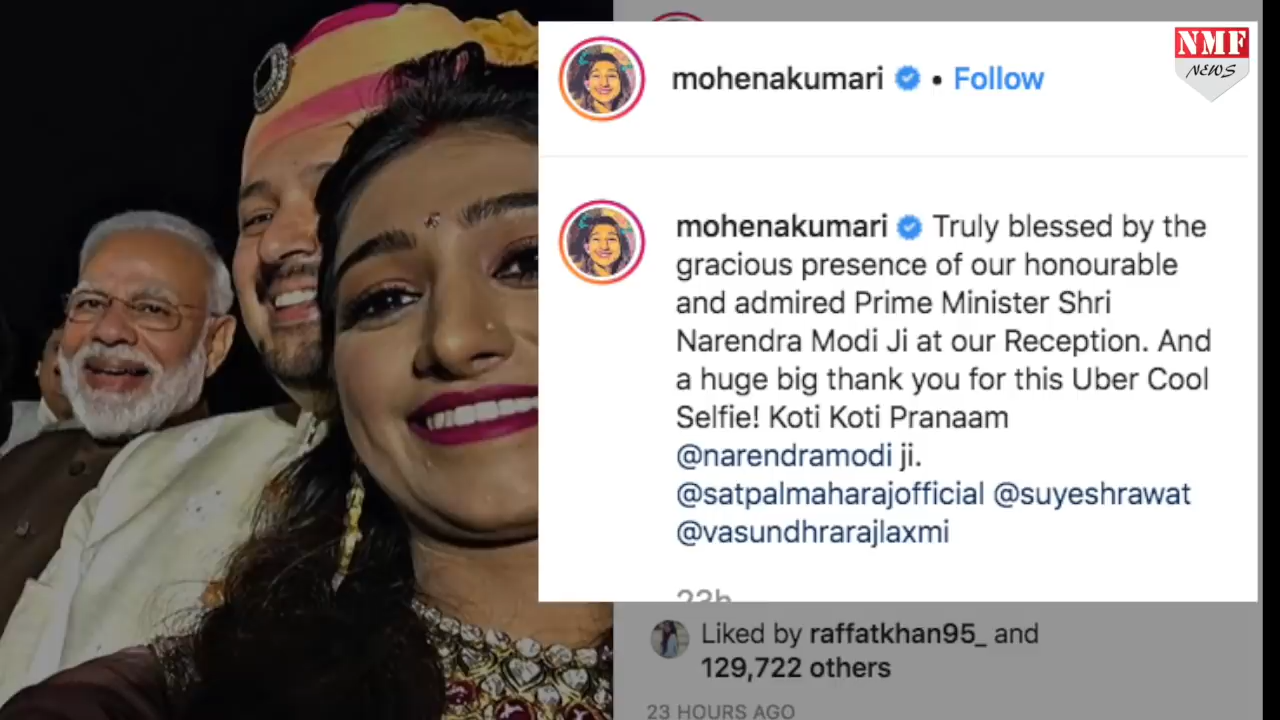 NMF
NEWS
mohenakumari • Follow
mohenakumari Truly blessed by the
gracious presence of our honourable
and admired Prime Minister Shri
Narendra Modi Ji at our Reception. And
a huge big thank you for this Uber Cool
Selfie! Koti Koti Pranaam
@narendramodi ji.
@satpalmaharajofficial @suyeshrawat
@vasundhrarajlaxmi
23h
Liked by raffatkhan95_ and
129,722 others
23 HOURS AGO